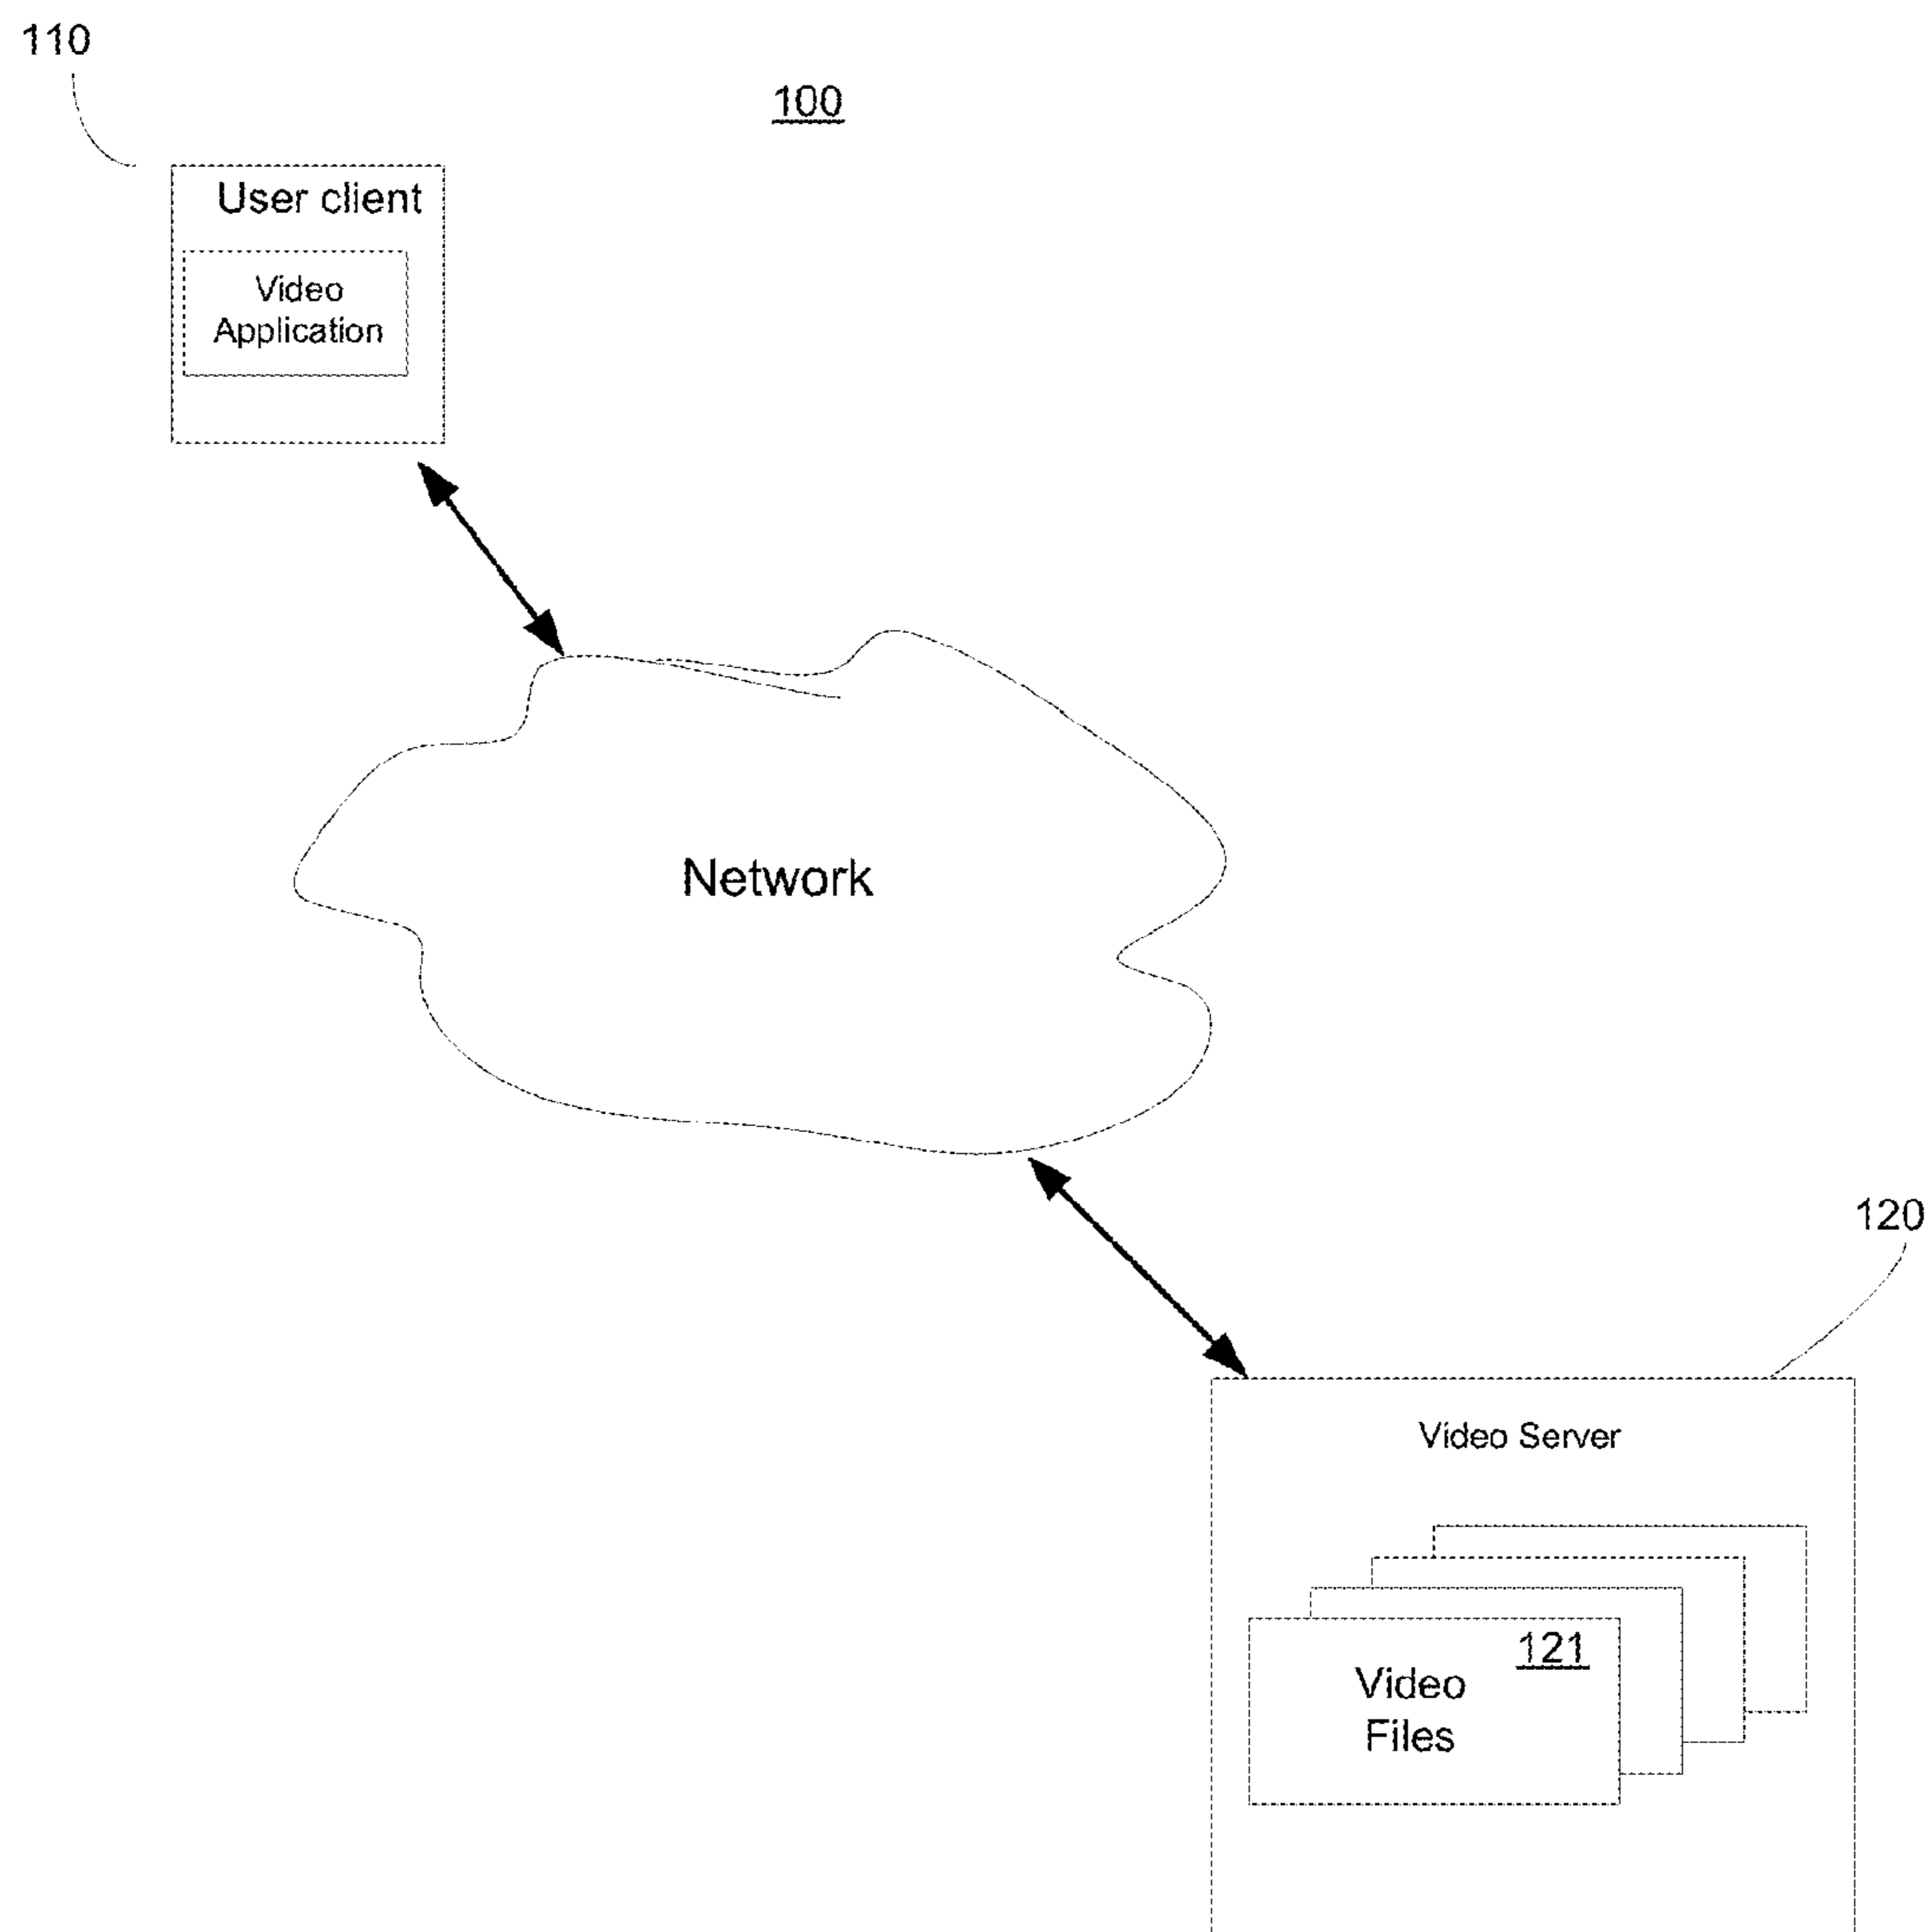 110
100
User client
Video
Application
Network
120
Video Server
121
Video
Files